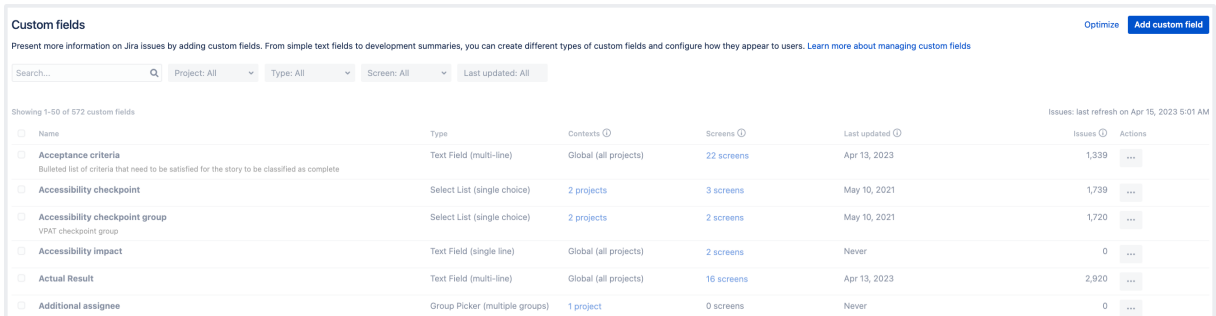 Custom fields
Optimize
Add custom field
Present more information on Jira issues by adding custom fields. From simple text fields to development summaries, you can create different types of custom fields and configure how they appear to users. Learn more about managing custom fields
Search... Project: All Type: All Screen: All Last updated: All
Showing 1-50 of 572 custom fields
Issues: last refresh on Apr 15, 2023 5:01 AM
Name Type Contexts Screens Last updated Issues Actions
Acceptance criteria Text Field (multi-line) Global (all projects) 22 screens Apr 13, 2023 1,339 ...
Bulleted list of criteria that need to be satisfied for the story to be classified as complete
Accessibility checkpoint Select List (single choice) 2 projects 3 screens May 10, 2021 1,739 ...
Accessibility checkpoint group Select List (single choice) 2 projects 2 screens May 10, 2021 1,720 ...
VPAT checkpoint group
Accessibility impact Text Field (single line) Global (all projects) 2 screens Never 0 ...
Actual Result Text Field (multi-line) Global (all projects) 16 screens Apr 13, 2023 2,920 ...
Additional assignee Group Picker (multiple groups) 1 project 0 screens Never 0 ...